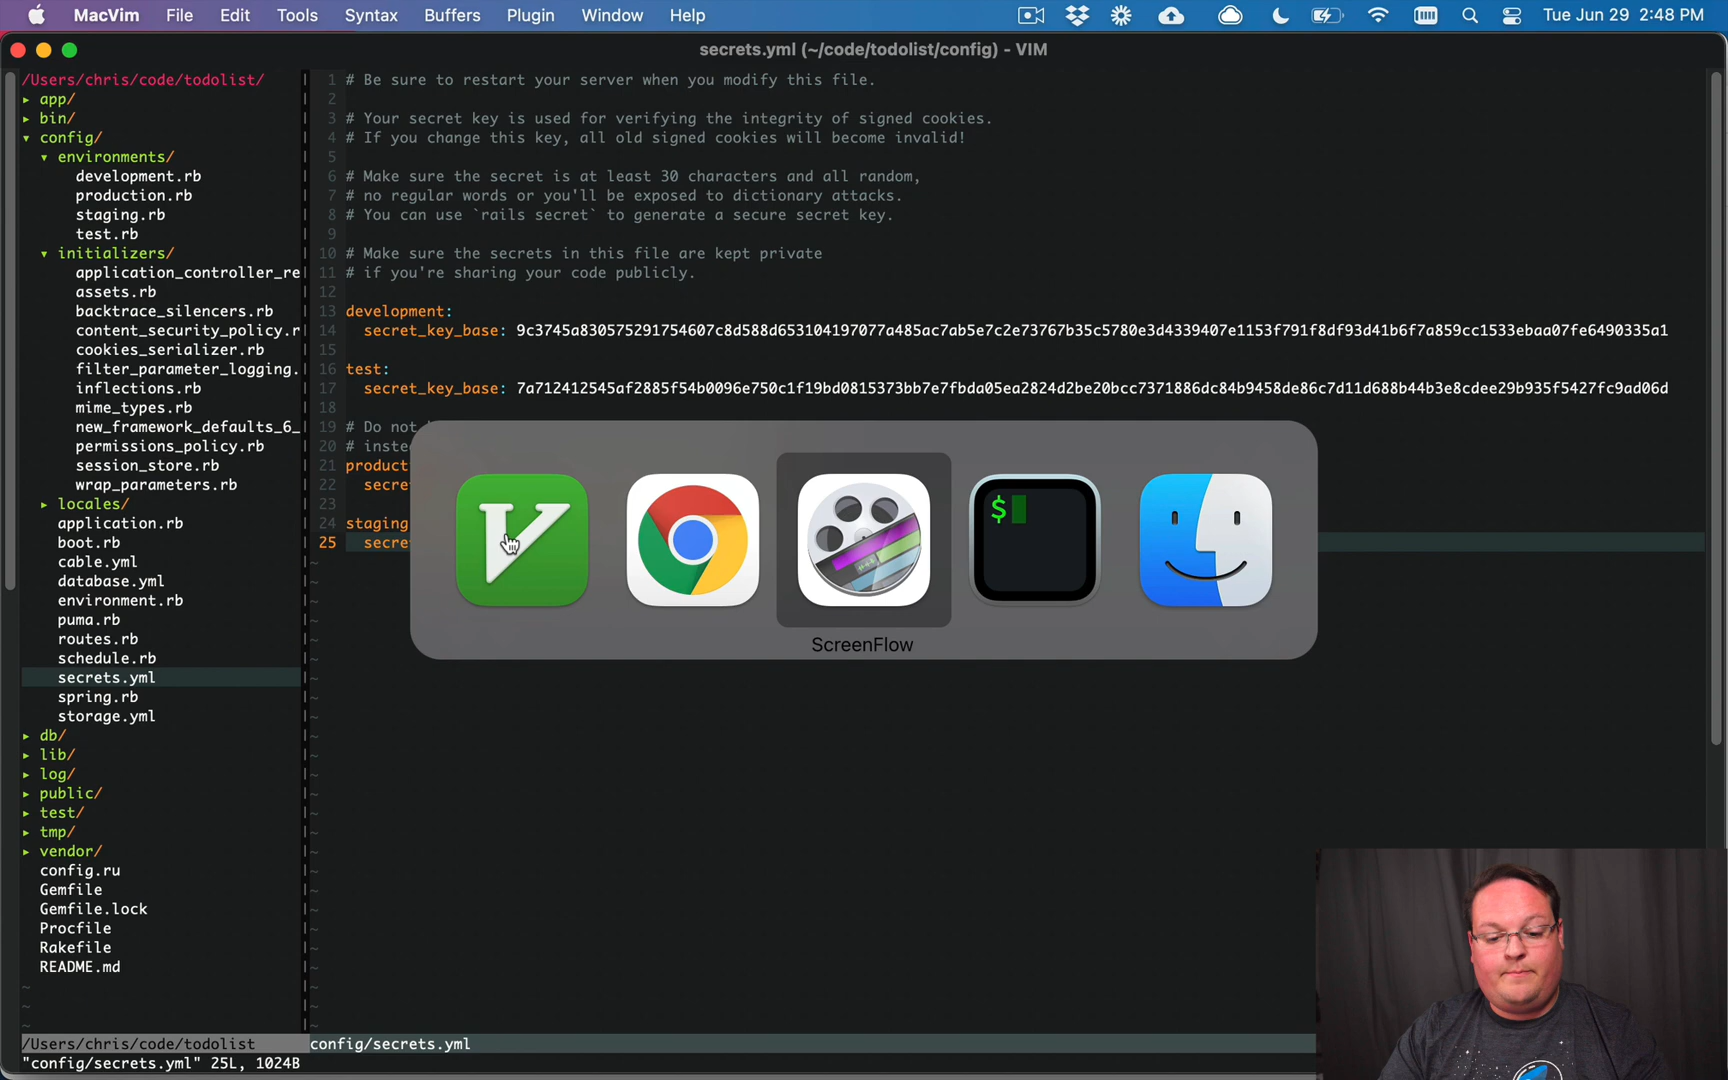 MacVim File Edit Tools Syntax Buffers Plugin Window Help Tue Jun 29 2:48 PM
secrets.yml (~/code/todolist/config) - VIM
/Users/chris/code/todolist/
▸ app/
▸ bin/
▾ config/
▾ environments/
development.rb
production.rb
staging.rb
test.rb
▾ initializers/
application_controller_re
assets.rb
backtrace_silencers.rb
content_security_policy.r
cookies_serializer.rb
filter_parameter_logging.
inflections.rb
mime_types.rb
new_framework_defaults_6_
permissions_policy.rb
session_store.rb
wrap_parameters.rb
▸ locales/
application.rb
boot.rb
cable.yml
database.yml
environment.rb
puma.rb
routes.rb
schedule.rb
secrets.yml
spring.rb
storage.yml
▸ db/
▸ lib/
▸ log/
▸ public/
▸ test/
▸ tmp/
▸ vendor/
config.ru
Gemfile
Gemfile.lock
Procfile
Rakefile
README.md
/Users/chris/code/todolist
"config/secrets.yml" 25L, 1024B
1 # Be sure to restart your server when you modify this file.
2
3 # Your secret key is used for verifying the integrity of signed cookies.
4 # If you change this key, all old signed cookies will become invalid!
5
6 # Make sure the secret is at least 30 characters and all random,
7 # no regular words or you'll be exposed to dictionary attacks.
8 # You can use `rails secret` to generate a secure secret key.
9
10 # Make sure the secrets in this file are kept private
11 # if you're sharing your code publicly.
12
13 development:
14 secret_key_base: 9c3745a830575291754607c8d588d653104197077a485ac7ab5e7c2e73767b35c5780e3d4339407e1153f791f8df93d41b6f7a859cc1533ebaa07fe6490335a1
15
16 test:
17 secret_key_base: 7a712412545af2885f54b0096e750c1f19bd0815373bb7e7fbda05ea2824d2be20bcc7371886dc84b9458de86c7d11d688b44b3e8cdee29b935f5427fc9ad06d
18
19 # Do not
20 # inste
21 product
22 secre
23
24 staging
25 secre
$
ScreenFlow
config/secrets.yml